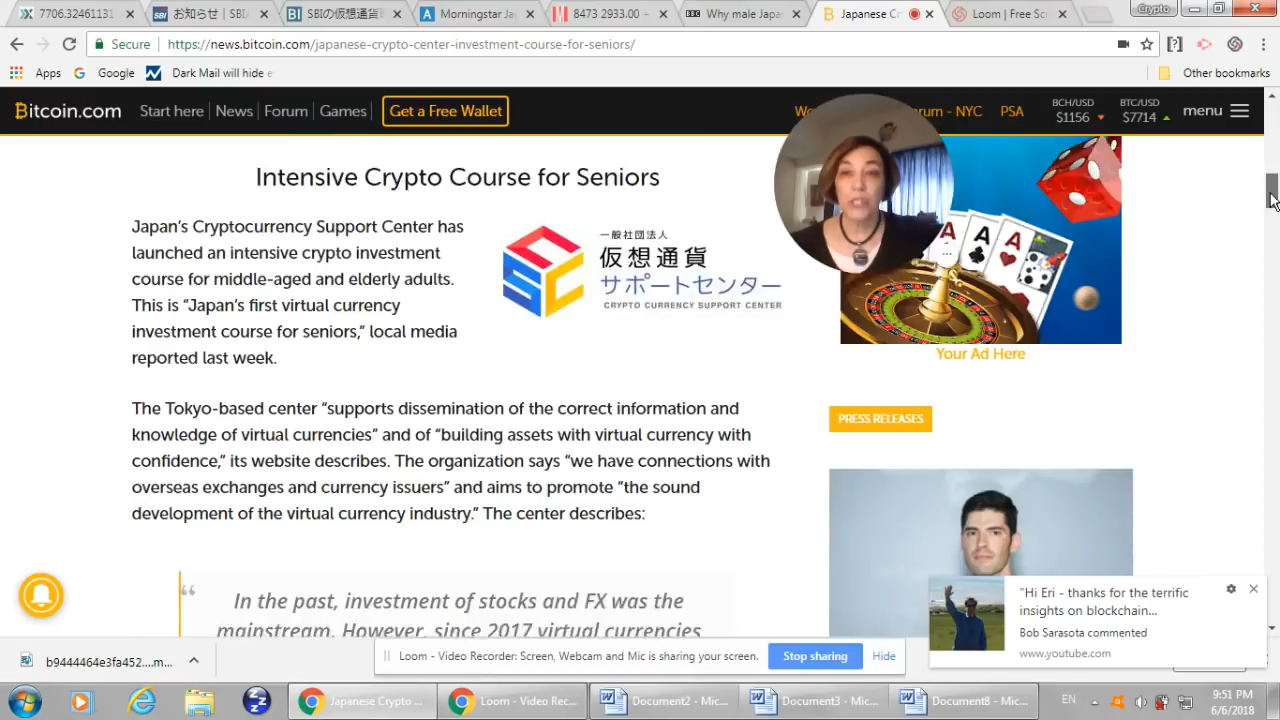 7706.32461131
お知らせ | SBI
SBIの仮想通貨
Morningstar Ja
8473 2933.00 +
Why male Japa
Japanese Cr
Loom | Free Sc
Crypto
Secure
https://news.bitcoin.com/japanese-crypto-center-investment-course-for-seniors/
Apps
Google
Dark Mail will hide e
Other bookmarks
Bitcoin.com
Start here
News
Forum
Games
Get a Free Wallet
rum - NYC
PSA
BCH/USD
$1156
BTC/USD
$7714
menu
Intensive Crypto Course for Seniors
Japan's Cryptocurrency Support Center has
launched an intensive crypto investment
course for middle-aged and elderly adults.
This is “Japan's first virtual currency
investment course for seniors,” local media
reported last week.
一般社団法人
仮想通貨
サポートセンター
CRYPTO CURRENCY SUPPORT CENTER
A
A
A
Your Ad Here
The Tokyo-based center “supports dissemination of the correct information and
knowledge of virtual currencies” and of “building assets with virtual currency with
confidence,” its website describes. The organization says “we have connections with
overseas exchanges and currency issuers” and aims to promote “the sound
development of the virtual currency industry.” The center describes:
PRESS RELEASES
“ In the past, investment of stocks and FX was the
mainstream. However, since 2017 virtual currencies
"Hi Eri - thanks for the terrific
insights on blockchain...
Bob Sarasota commented
www.youtube.com
b9444464e3fa452....m...
Loom - Video Recorder: Screen, Webcam and Mic is sharing your screen.
Stop sharing
Hide
Japanese Crypto ...
Loom - Video Rec...
Document2 - Mic...
Document3 - Mic...
Document8 - Mic...
EN
9:51 PM
6/6/2018